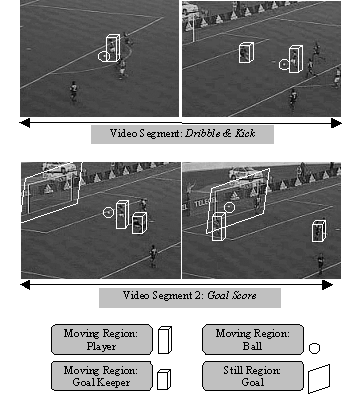 Video Segment: Dribble & Kick
TELE
Video Segment 2: Goal Score
Moving Region:
Player
Moving Region:
Ball
Moving Region:
Goal Keeper
Still Region:
Goal